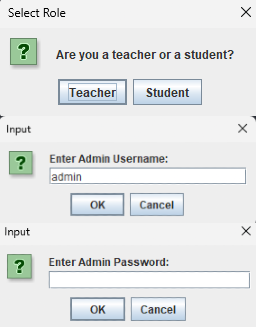 Select Role
Are you a teacher or a student?
Teacher Student
Input
Enter Admin Username:
admin
OK Cancel
Input
Enter Admin Password:
OK Cancel